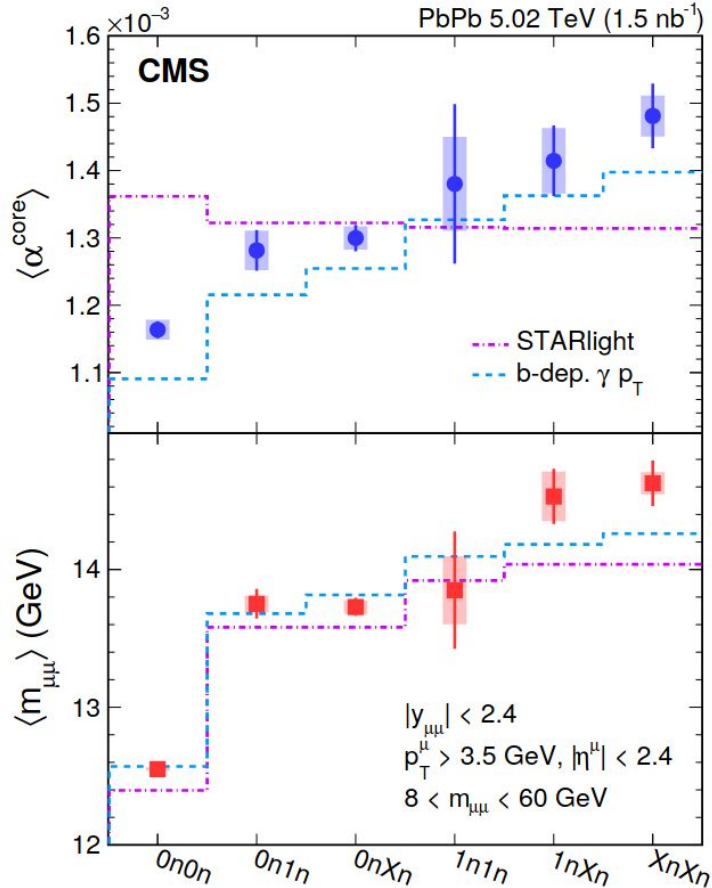 ×10⁻³
PbPb 5.02 TeV (1.5 nb⁻¹)
CMS
1.6
1.5
1.4
1.3
1.2
1.1
⟨α^core⟩
STARlight
b-dep. γ p_T
14
13
12
⟨m_μμ⟩ (GeV)
|y_μμ| < 2.4
p_T^μ > 3.5 GeV, |η^μ| < 2.4
8 < m_μμ < 60 GeV
0n0n 0n1n 0nXn 1n1n 1nXn XnXn